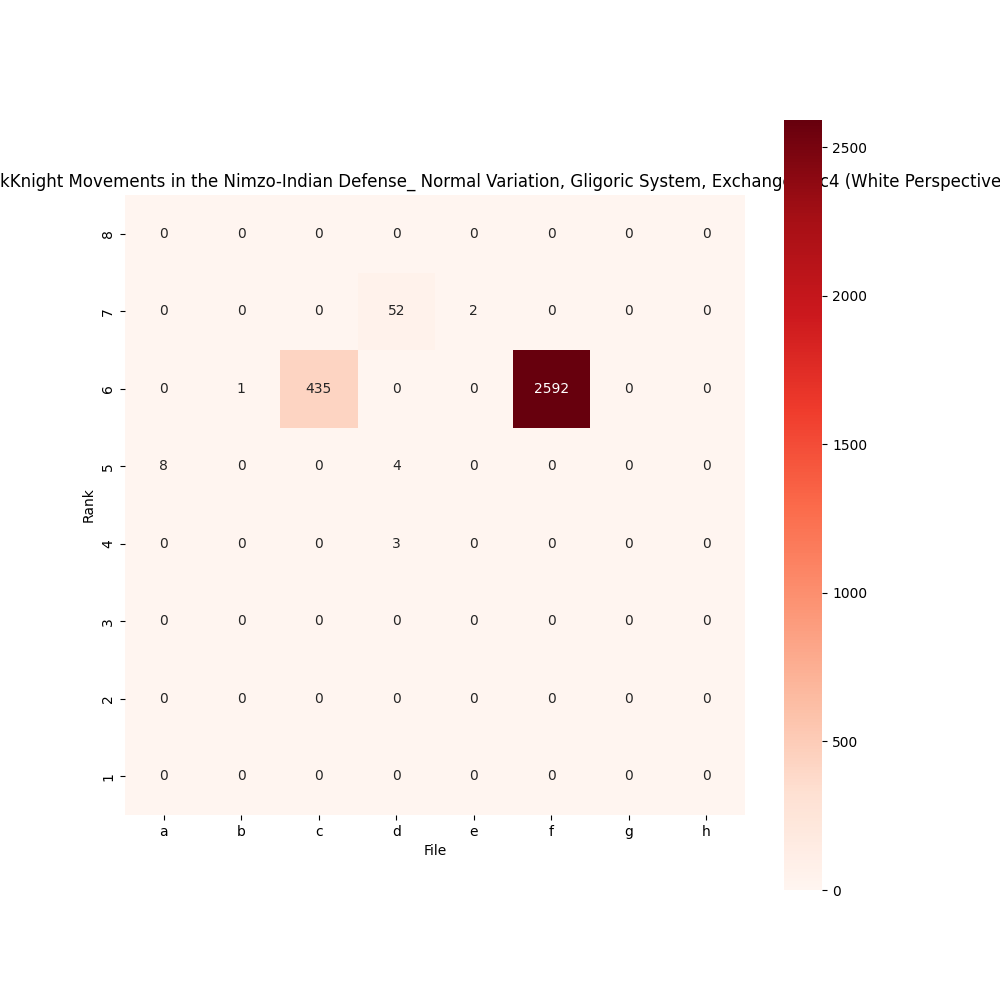 kKnight Movements in the Nimzo-Indian Defense_ Normal Variation, Gligoric System, Exchang c4 (White Perspective
8 0 0 0 0 0 0 0 0
7 0 0 0 52 2 0 0 0
6 0 1 435 0 0 2592 0 0
5 8 0 0 4 0 0 0 0
4 0 0 0 3 0 0 0 0
3 0 0 0 0 0 0 0 0
2 0 0 0 0 0 0 0 0
1 0 0 0 0 0 0 0 0
Rank
a b c d e f g h
File
2500
2000
1500
1000
500
0